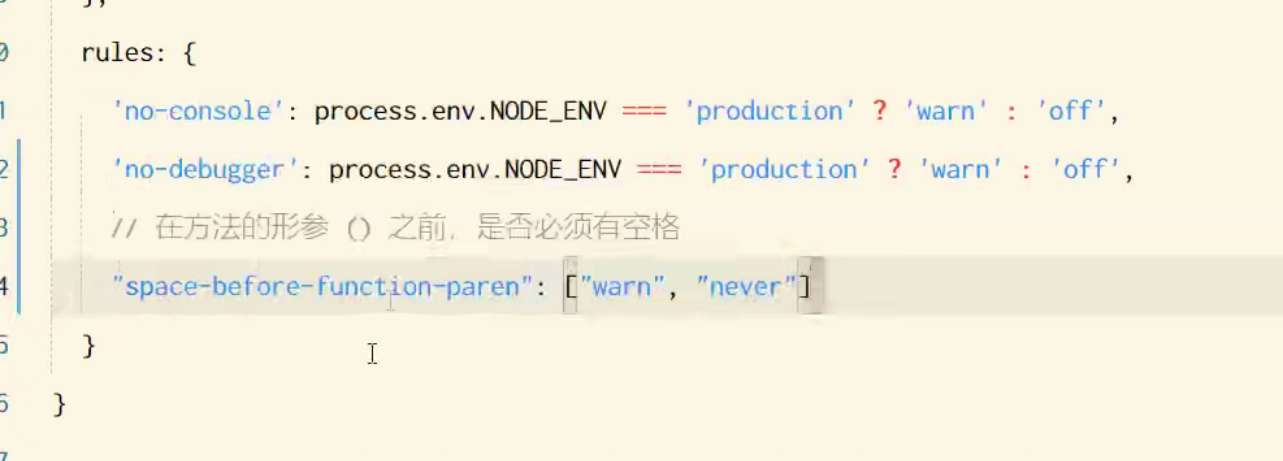 },
0 rules: {
1 'no-console': process.env.NODE_ENV === 'production' ? 'warn' : 'off',
2 'no-debugger': process.env.NODE_ENV === 'production' ? 'warn' : 'off',
3 // 在方法的形参 () 之前，是否必须有空格
4 "space-before-function-paren": ["warn", "never"]
5 }
6 }
7